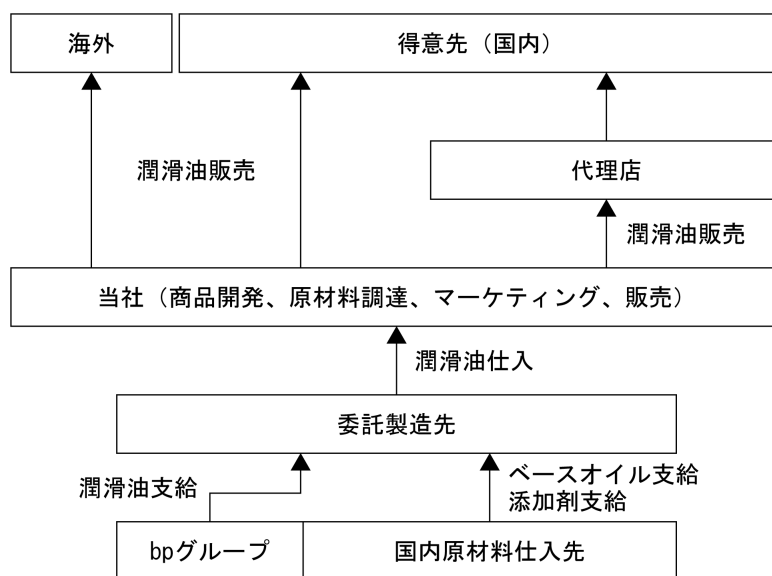 海外
得意先（国内）
潤滑油販売
代理店
潤滑油販売
当社（商品開発、原材料調達、マーケティング、販売）
潤滑油仕入
委託製造先
潤滑油支給
ベースオイル支給
添加剤支給
bpグループ
国内原材料仕入先